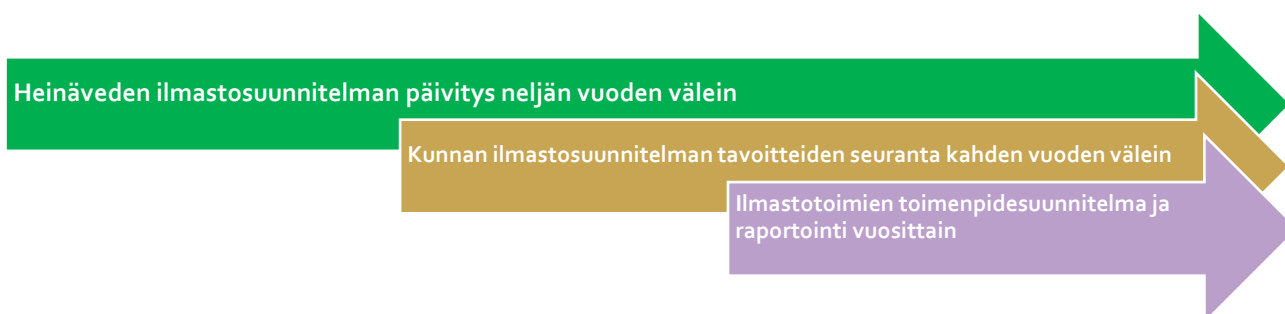 Heinäveden ilmastosuunnitelman päivitys neljän vuoden välein
Kunnan ilmastosuunnitelman tavoitteiden seuranta kahden vuoden välein
Ilmastotoimien toimenpidesuunnitelma ja
raportointi vuosittain